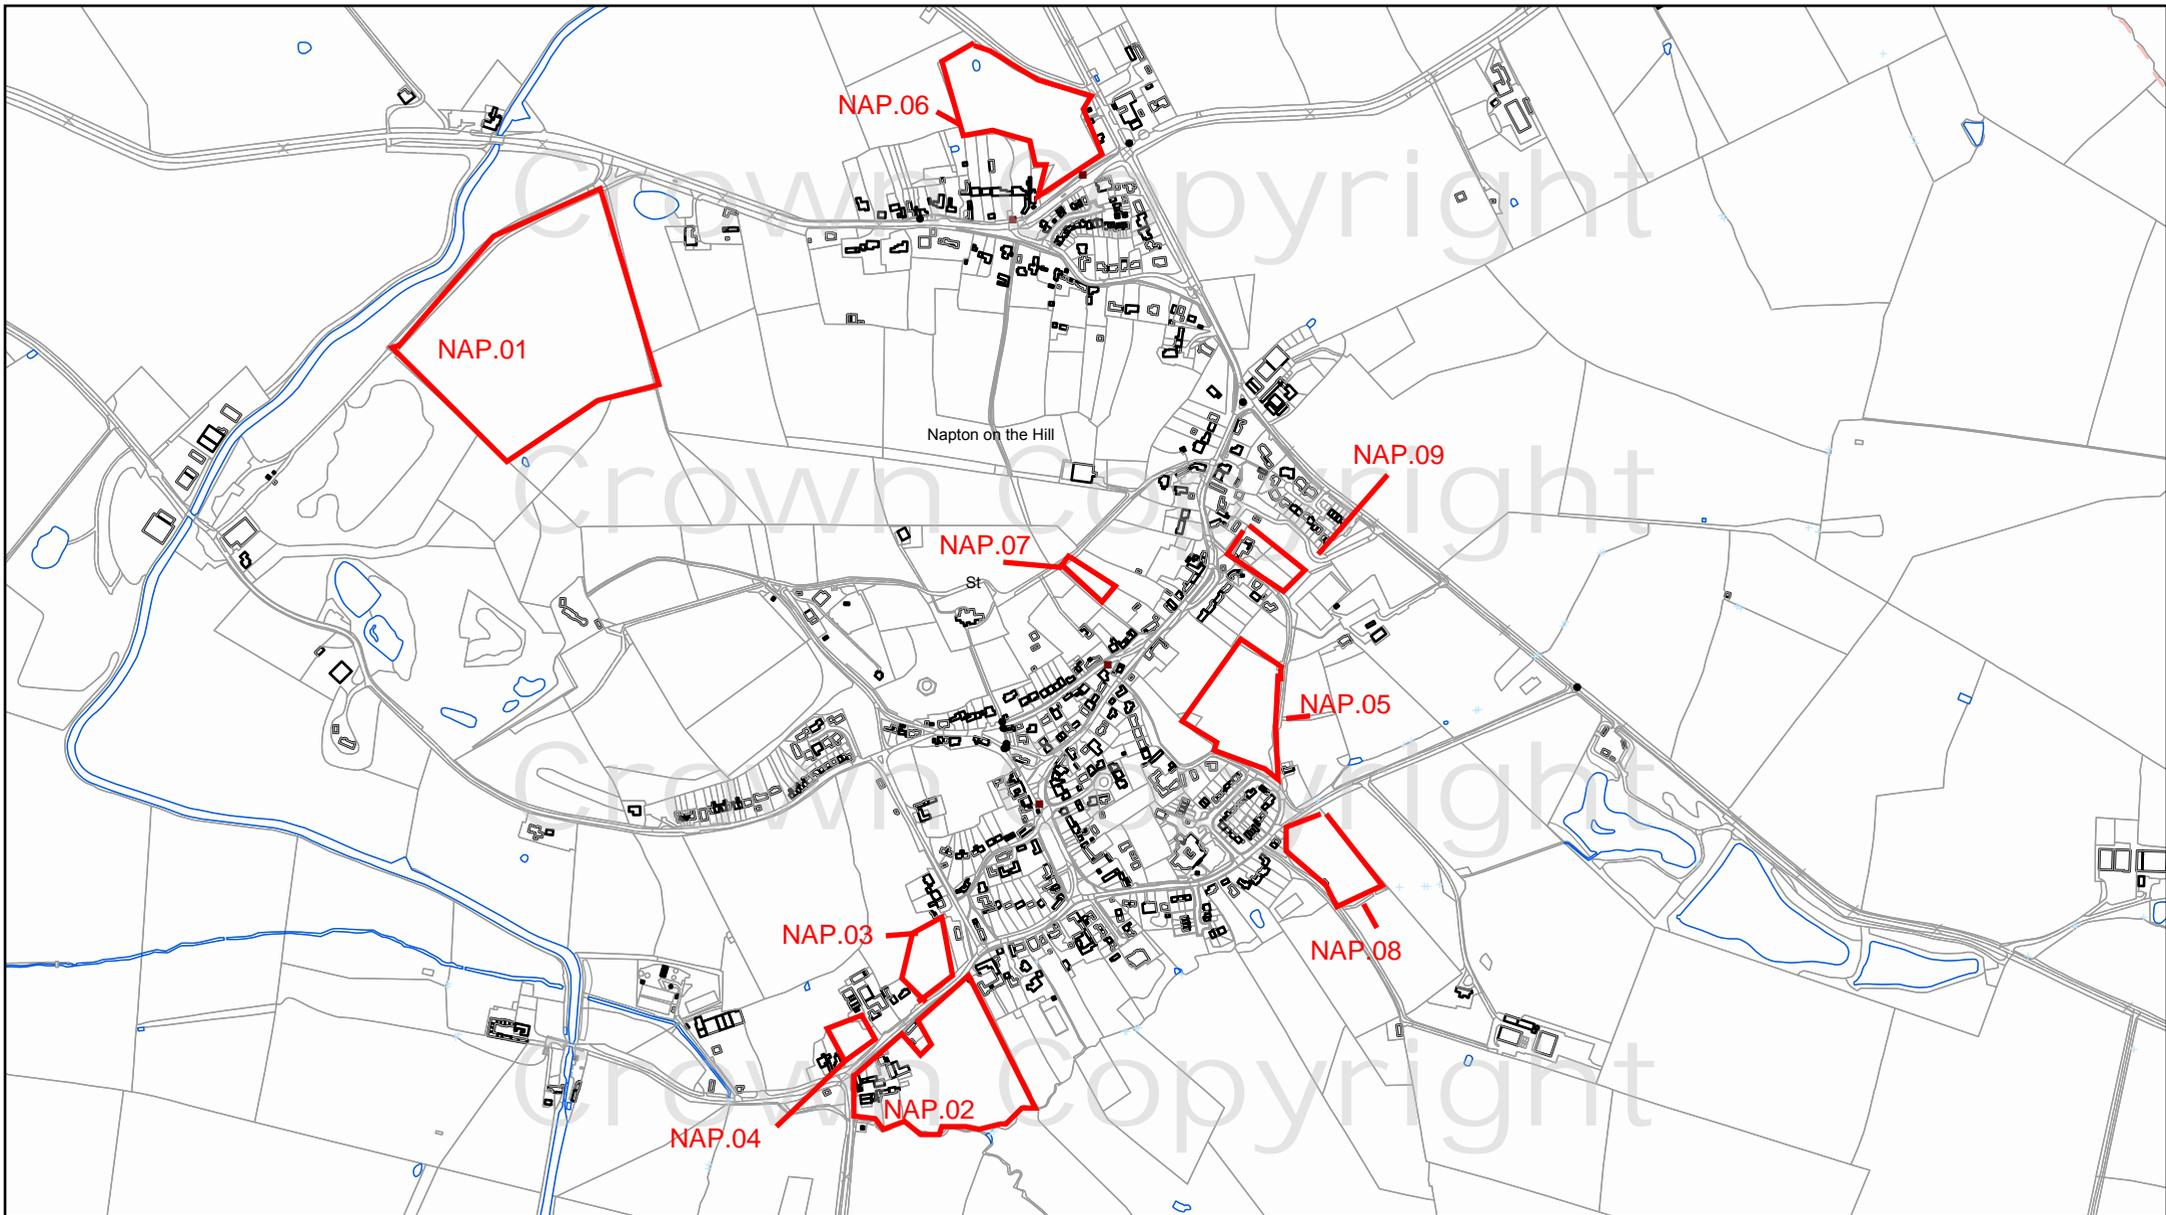 NAP.06
Crown Copyright
NAP.01
Napton on the Hill
NAP.09
Crown Copyright
NAP.07
St
NAP.05
Crown Copyright
NAP.03
NAP.08
Crown Copyright
NAP.02
NAP.04